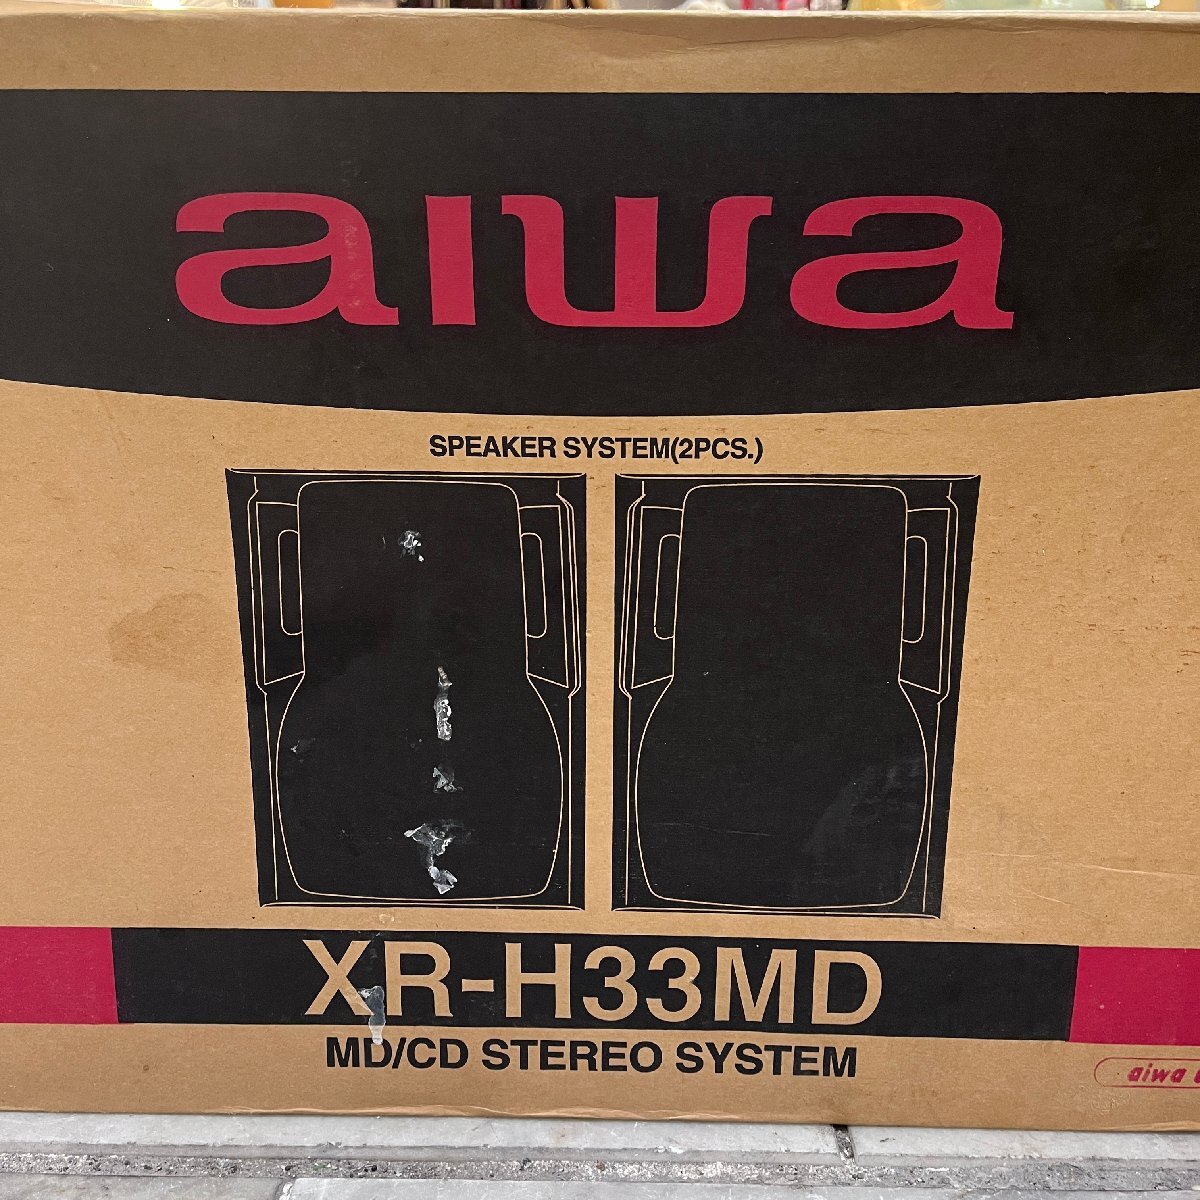 aiwa
SPEAKER SYSTEM(2PCS.)
XR-H33MD
MD/CD STEREO SYSTEM
aiwa